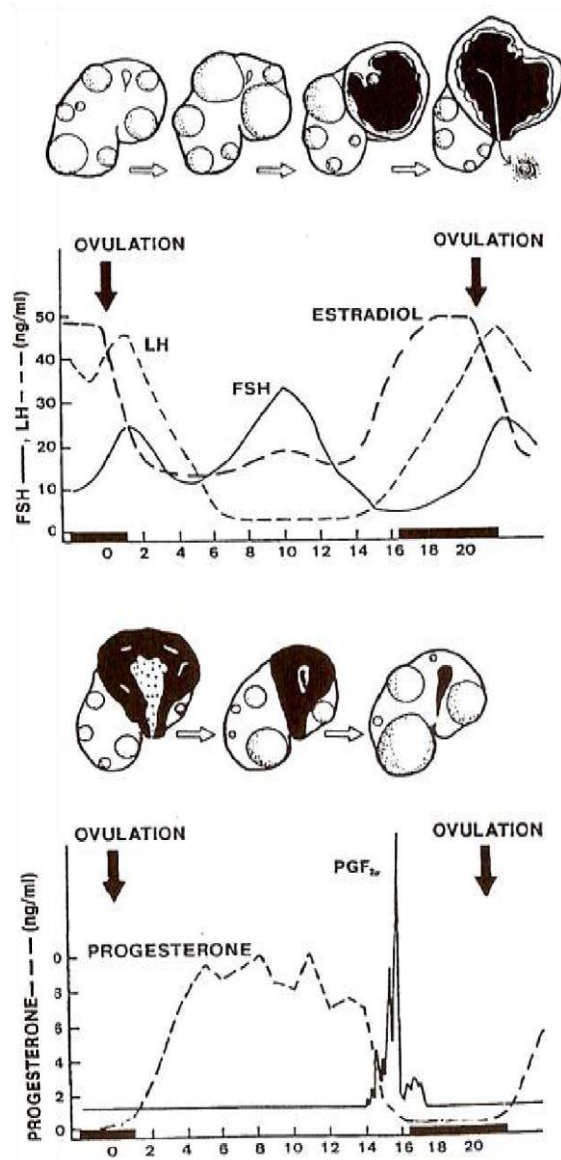 OVULATION OVULATION
ESTRADIOL
LH
FSH
FSH ——, LH - - - (ng/ml)
50
40
30
20
10
0
0 2 4 6 8 10 12 14 16 18 20
OVULATION OVULATION
PGF₂α
PROGESTERONE
PROGESTERONE — — — (ng/ml)
0
8
6
4
2
0
0 2 4 6 8 10 12 14 16 18 20